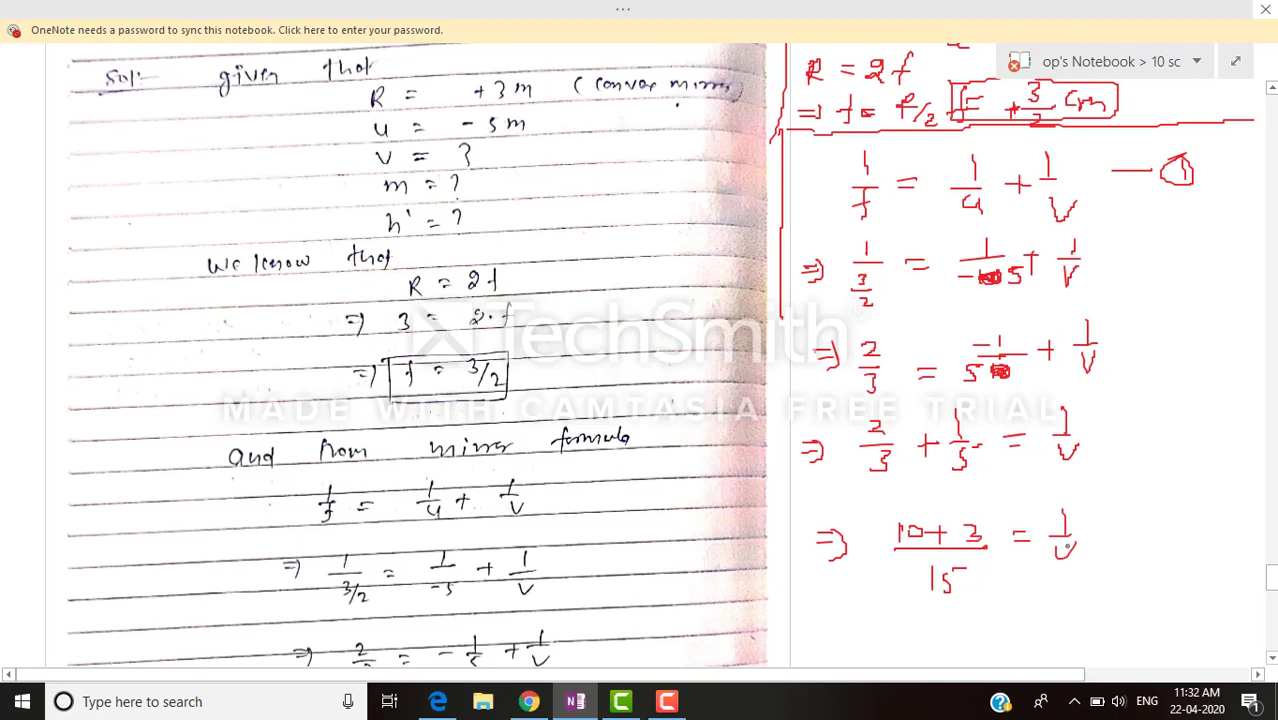 OneNote needs a password to sync this notebook. Click here to enter your password.
op's Notebook > 10 sc
Sol:- given that
R = +3 m (convex mirror)
u = - 5 m
v = ?
m = ?
h' = ?
We know that
R = 2f
=> 3 = 2.f
=> f = 3/2
and from mirror formula
1/f = 1/u + 1/v
=> 1/3/2 = 1/-5 + 1/v
=> 2/3 = - 1/5 + 1/v
R = 2f
=> f = R/2 = + 3/2 cm
1/f = 1/u + 1/v — ①
=> 1/3/2 = 1/-5 + 1/v
=> 2/3 = -1/5 + 1/v
=> 2/3 + 1/5 = 1/v
=> 10+3/15 = 1/v
TechSmith
MADE WITH CAMTASIA FREE TRIAL
Type here to search
ENG
11:32 AM
22-04-2020